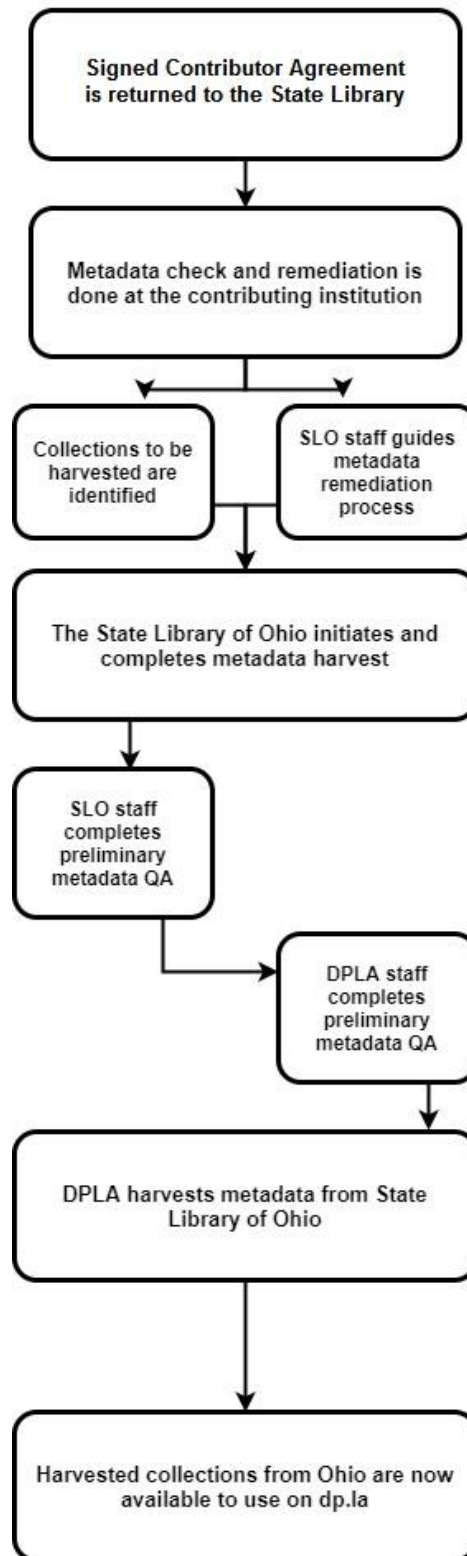 Signed Contributor Agreement
is returned to the State Library
Metadata check and remediation is
done at the contributing institution
Collections to be
harvested are
identified
SLO staff guides
metadata
remediation
process
The State Library of Ohio initiates and
completes metadata harvest
SLO staff
completes
preliminary
metadata QA
DPLA staff
completes
preliminary
metadata QA
DPLA harvests metadata from State
Library of Ohio
Harvested collections from Ohio are now
available to use on dp.la